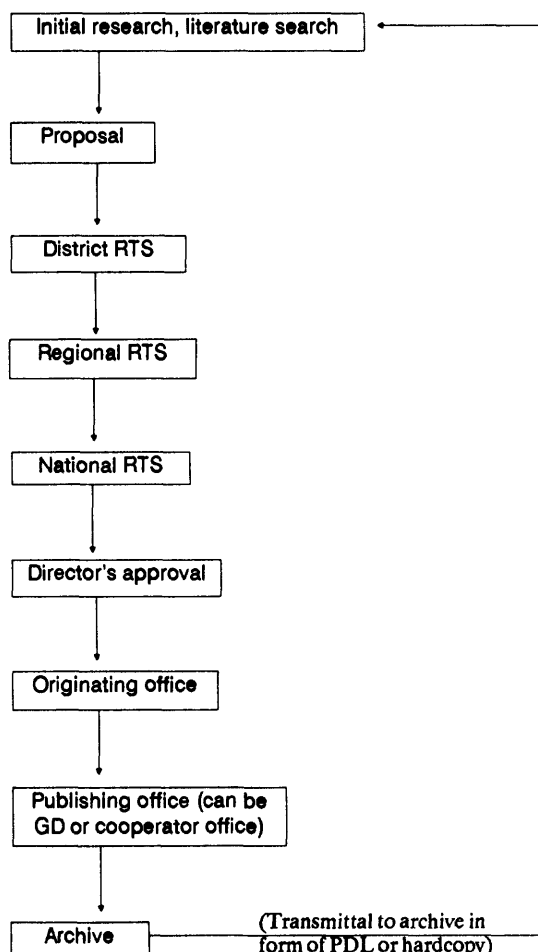 Initial research, literature search
Proposal
District RTS
Regional RTS
National RTS
Director's approval
Originating office
Publishing office (can be
GD or cooperator office)
Archive
(Transmittal to archive in
form of PDL or hardcopy)